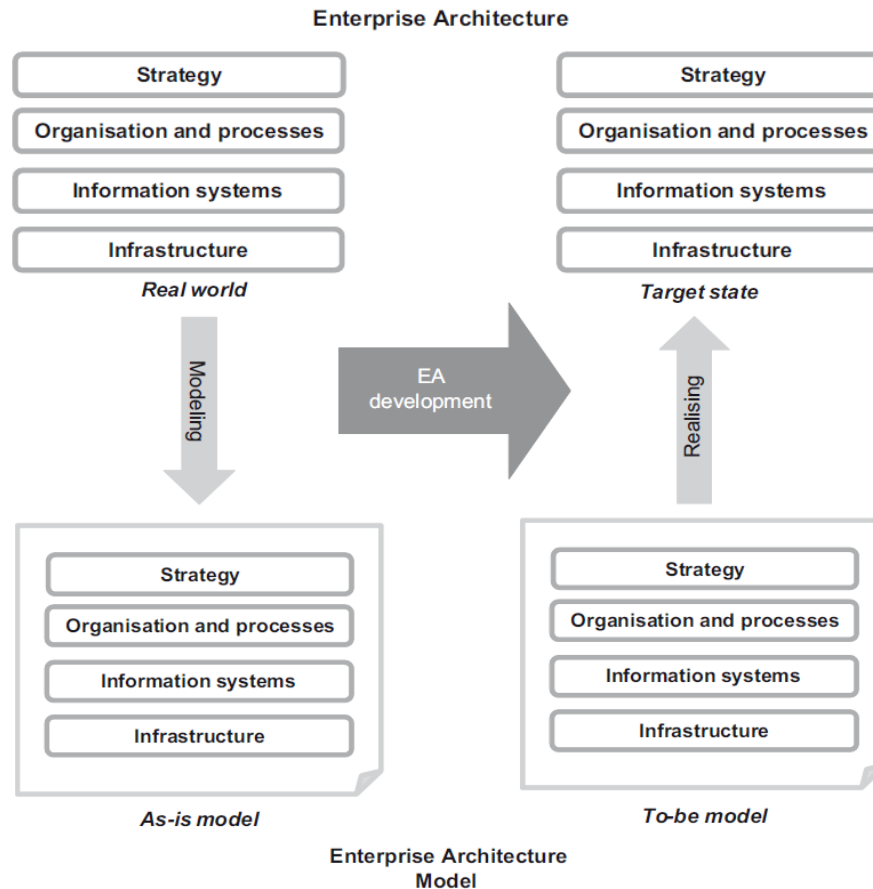 Enterprise Architecture
Strategy
Organisation and processes
Information systems
Infrastructure
Real world
Strategy
Organisation and processes
Information systems
Infrastructure
Target state
Modeling
EA
development
Realising
Strategy
Organisation and processes
Information systems
Infrastructure
As-is model
Strategy
Organisation and processes
Information systems
Infrastructure
To-be model
Enterprise Architecture
Model